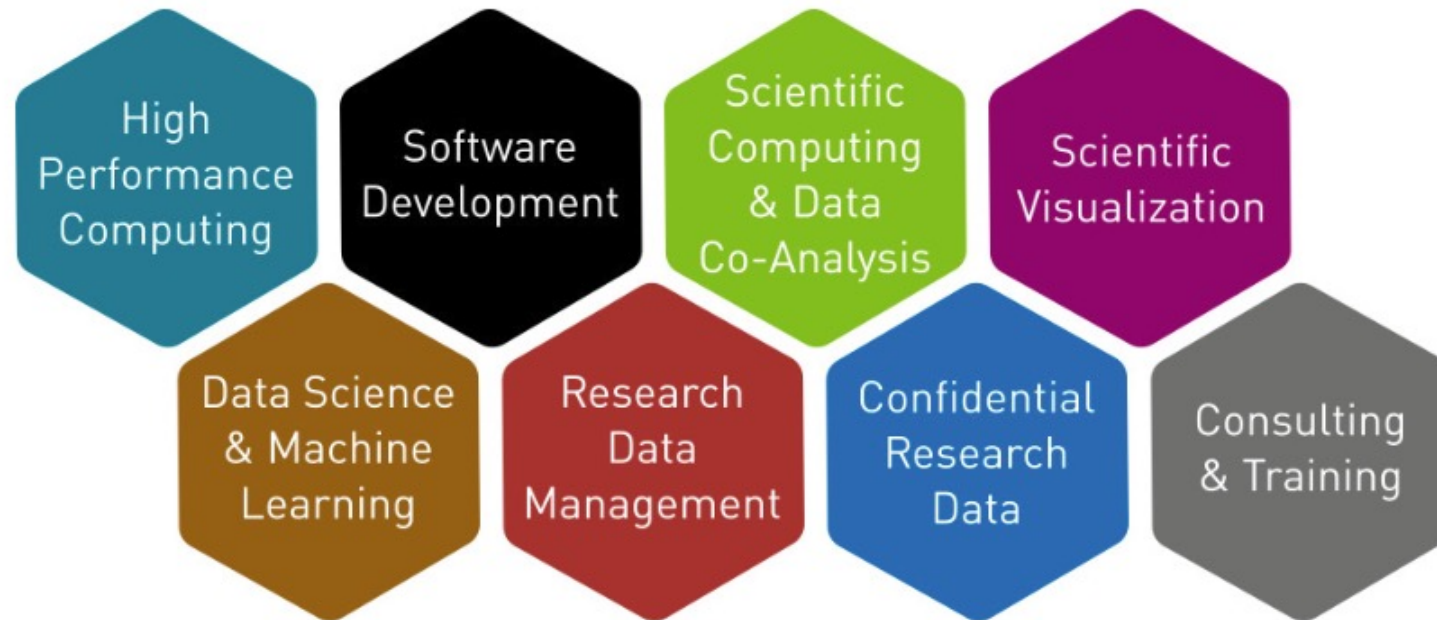 High
Performance
Computing
Software
Development
Scientific
Computing
& Data
Co-Analysis
Scientific
Visualization
Data Science
& Machine
Learning
Research
Data
Management
Confidential
Research
Data
Consulting
& Training